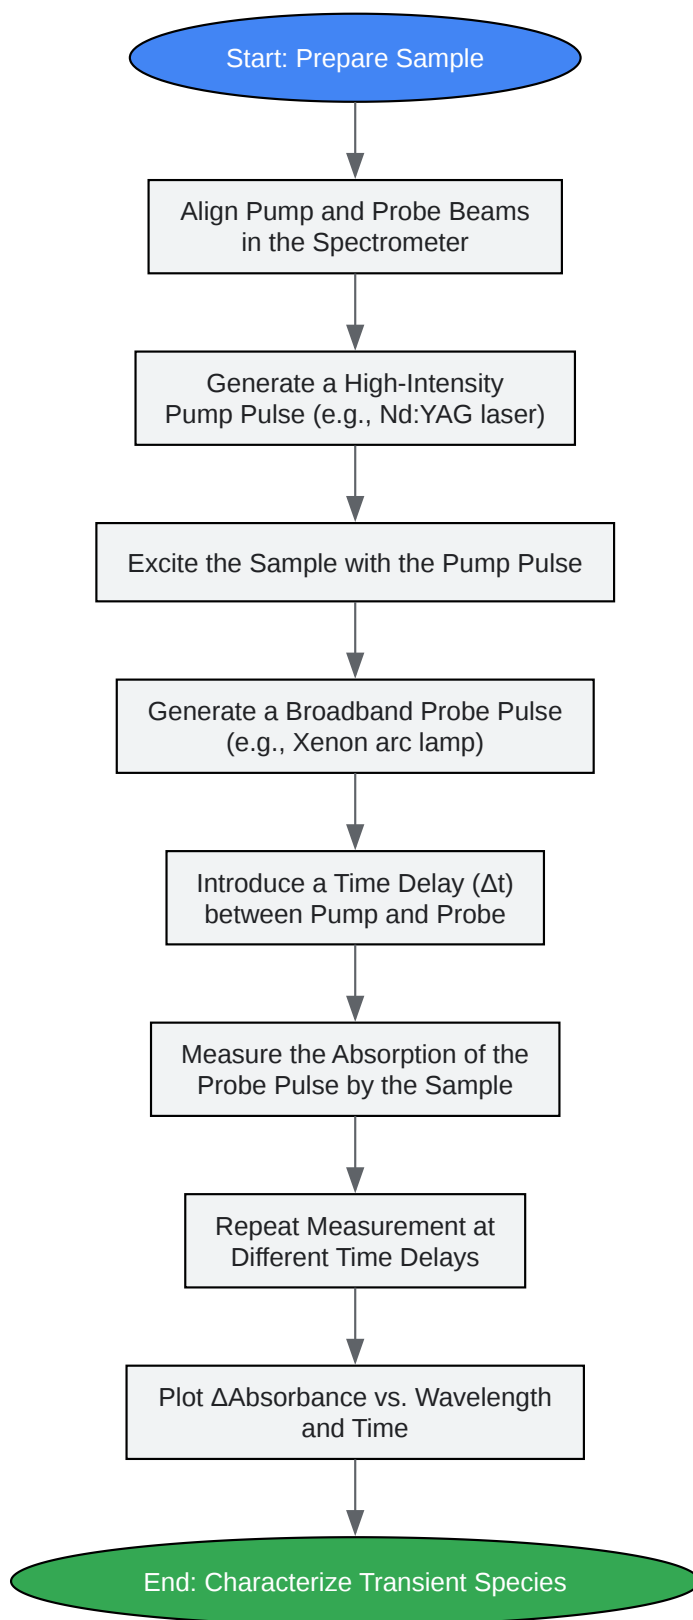 Start: Prepare Sample
Align Pump and Probe Beams
in the Spectrometer
Generate a High-Intensity
Pump Pulse (e.g., Nd:YAG laser)
Excite the Sample with the Pump Pulse
Generate a Broadband Probe Pulse
(e.g., Xenon arc lamp)
Introduce a Time Delay (Δt)
between Pump and Probe
Measure the Absorption of the
Probe Pulse by the Sample
Repeat Measurement at
Different Time Delays
Plot ΔAbsorbance vs. Wavelength
and Time
End: Characterize Transient Species